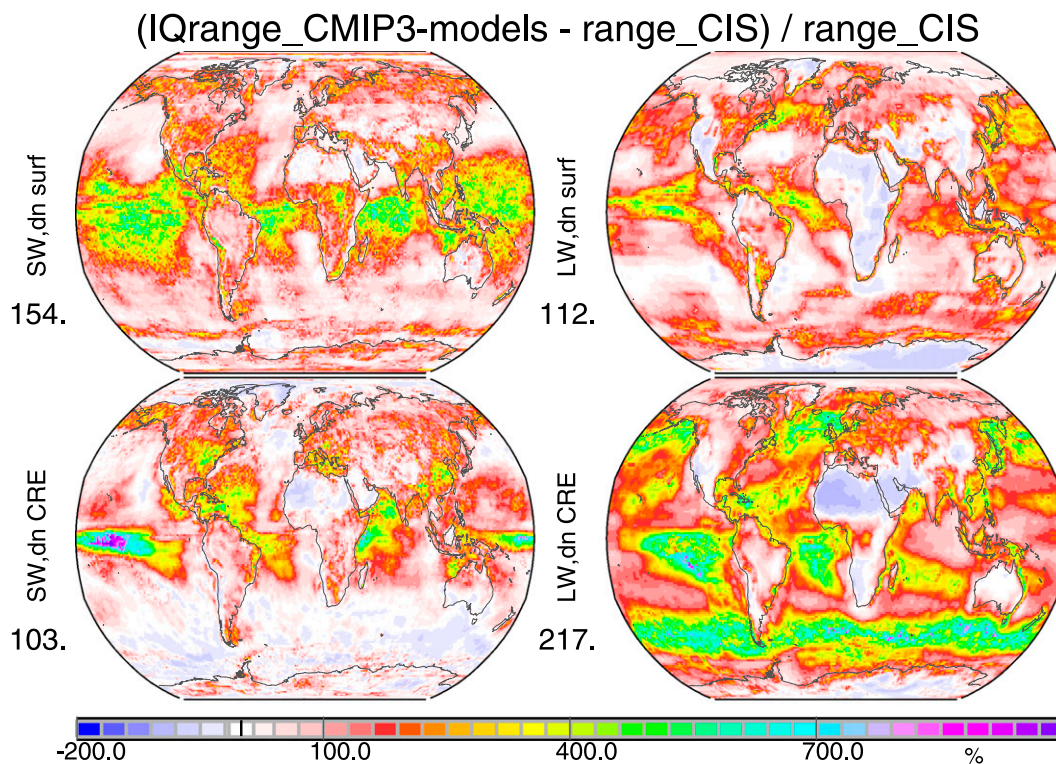 (IQrange_CMIP3-models - range_CIS) / range_CIS
SW,dn surf
154.
LW,dn surf
112.
SW,dn CRE
103.
LW,dn CRE
217.
-200.0 100.0 400.0 700.0 %